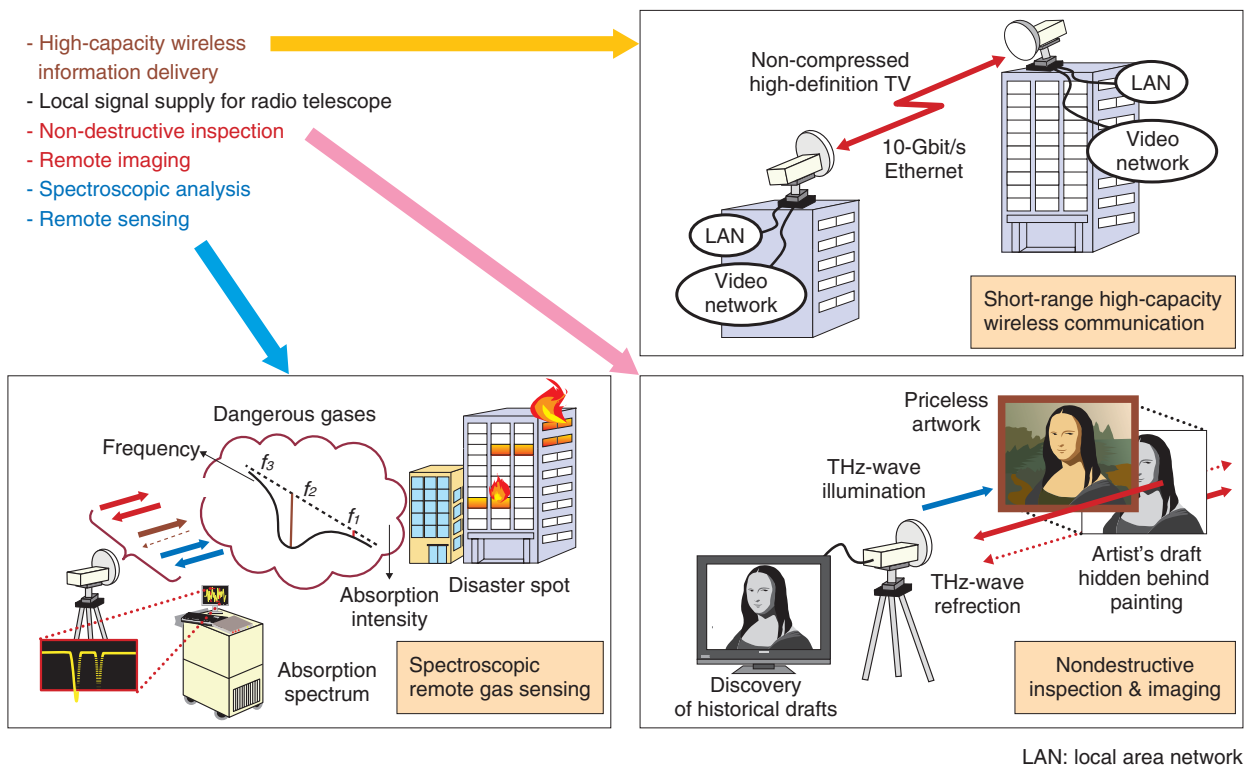 - High-capacity wireless
information delivery
- Local signal supply for radio telescope
- Non-destructive inspection
- Remote imaging
- Spectroscopic analysis
- Remote sensing
Non-compressed
high-definition TV
10-Gbit/s
Ethernet
LAN
Video
network
LAN
Video
network
Short-range high-capacity
wireless communication
Dangerous gases
Frequency
f3
f2
f1
Disaster spot
Absorption
intensity
Absorption
spectrum
Spectroscopic
remote gas sensing
Priceless
artwork
THz-wave
illumination
THz-wave
refrection
Artist's draft
hidden behind
painting
Discovery
of historical drafts
Nondestructive
inspection & imaging
LAN: local area network